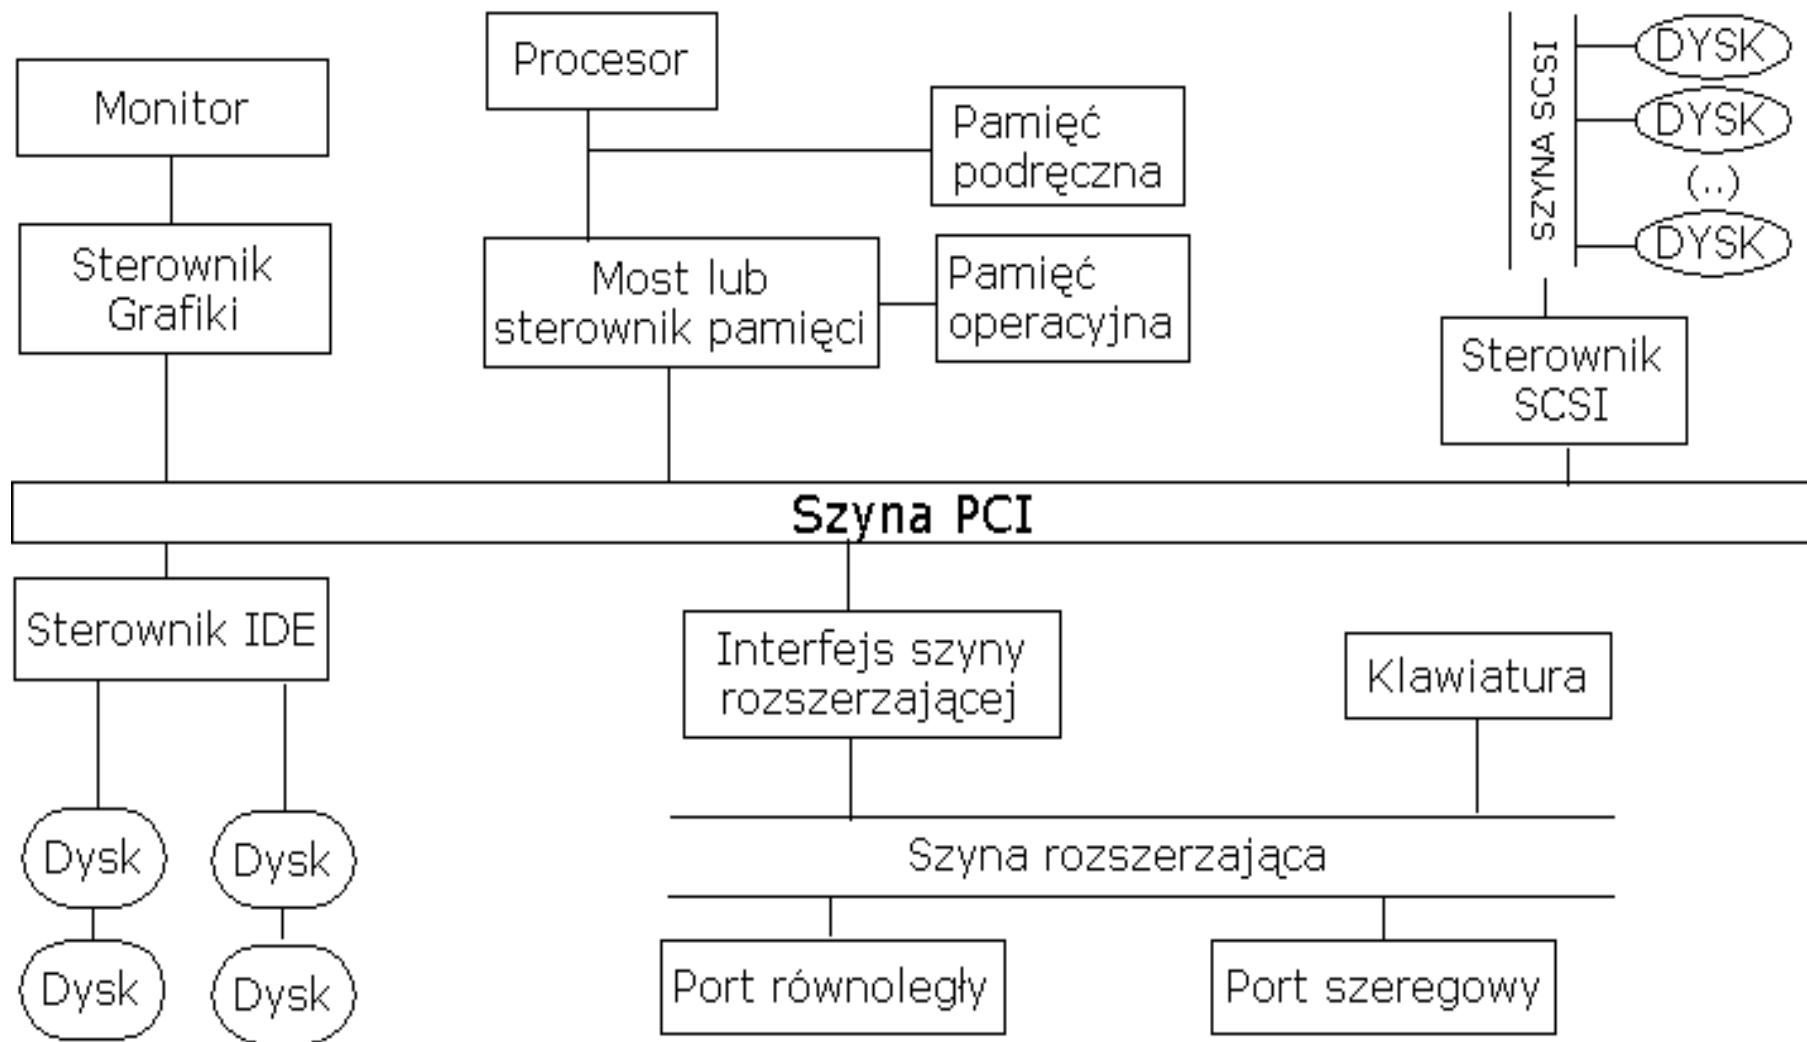 Monitor
Procesor
Pamięć
podręczna
SZYNA SCSI
DYSK
DYSK
(..)
DYSK
Sterownik
Grafiki
Most lub
sterownik pamięci
Pamięć
operacyjna
Sterownik
SCSI
Szyna PCI
Sterownik IDE
Interfejs szyny
rozszerzającej
Klawiatura
Dysk
Dysk
Szyna rozszerzająca
Dysk
Dysk
Port równoległy
Port szeregowy